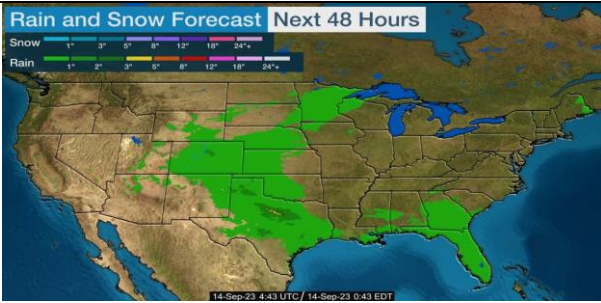 Rain and Snow Forecast Next 48 Hours
Snow 1" 3" 5" 8" 12" 18" 24"+
Rain 1" 2" 3" 5" 8" 12" 18" 24"+
14-Sep-23 4:43 UTC / 14-Sep-23 0:43 EDT